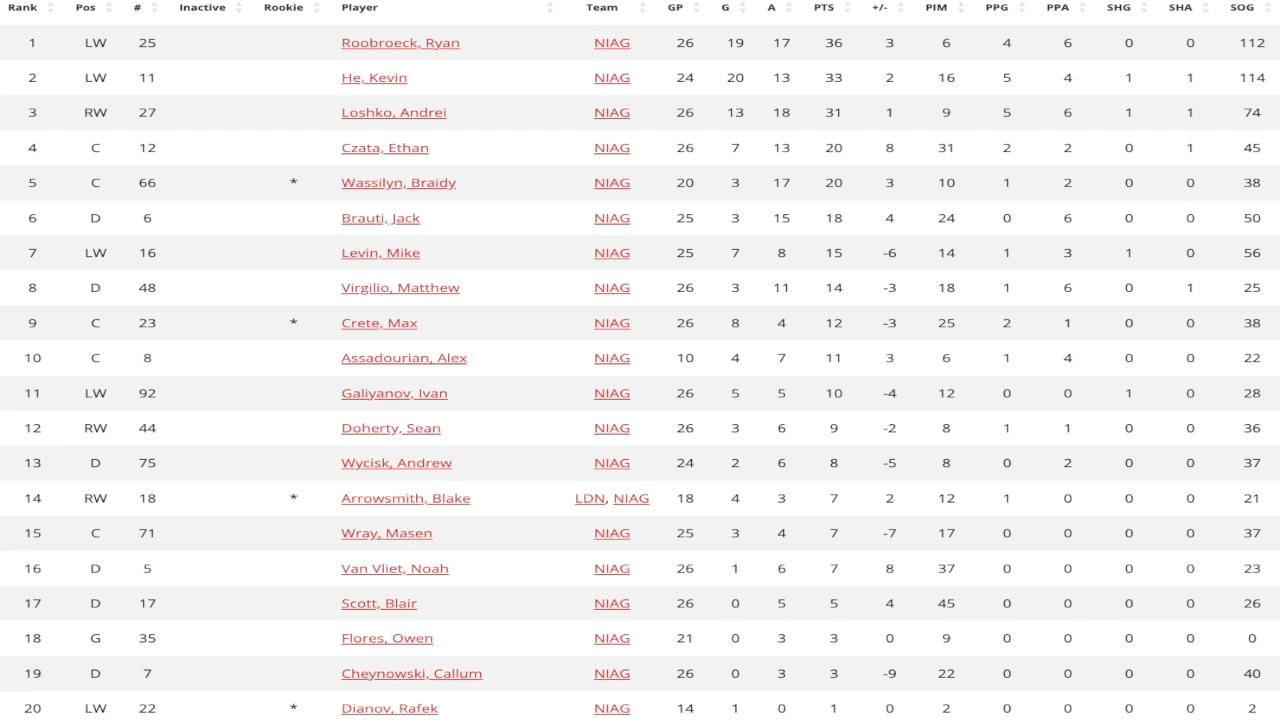 Rank Pos # Inactive Rookie Player Team GP G A PTS +/- PIM PPG PPA SHG SHA SOG
1 LW 25 Roobroeck, Ryan NIAG 26 19 17 36 3 6 4 6 0 0 112
2 LW 11 He, Kevin NIAG 24 20 13 33 2 16 5 4 1 1 114
3 RW 27 Loshko, Andrei NIAG 26 13 18 31 1 9 5 6 1 1 74
4 C 12 Czata, Ethan NIAG 26 7 13 20 8 31 2 2 0 1 45
5 C 66 * Wassilyn, Braidy NIAG 20 3 17 20 3 10 1 2 0 0 38
6 D 6 Brauti, Jack NIAG 25 3 15 18 4 24 0 6 0 0 50
7 LW 16 Levin, Mike NIAG 25 7 8 15 -6 14 1 3 1 0 56
8 D 48 Virgilio, Matthew NIAG 26 3 11 14 -3 18 1 6 0 1 25
9 C 23 * Crete, Max NIAG 26 8 4 12 -3 25 2 1 0 0 38
10 C 8 Assadourian, Alex NIAG 10 4 7 11 3 6 1 4 0 0 22
11 LW 92 Galiyanov, Ivan NIAG 26 5 5 10 -4 12 0 0 1 0 28
12 RW 44 Doherty, Sean NIAG 26 3 6 9 -2 8 1 1 0 0 36
13 D 75 Wycisk, Andrew NIAG 24 2 6 8 -5 8 0 2 0 0 37
14 RW 18 * Arrowsmith, Blake LDN, NIAG 18 4 3 7 2 12 1 0 0 0 21
15 C 71 Wray, Masen NIAG 25 3 4 7 -7 17 0 0 0 0 37
16 D 5 Van Vliet, Noah NIAG 26 1 6 7 8 37 0 0 0 0 23
17 D 17 Scott, Blair NIAG 26 0 5 5 4 45 0 0 0 0 26
18 G 35 Flores, Owen NIAG 21 0 3 3 0 9 0 0 0 0 0
19 D 7 Cheynowski, Callum NIAG 26 0 3 3 -9 22 0 0 0 0 40
20 LW 22 * Dianov, Rafek NIAG 14 1 0 1 0 2 0 0 0 0 2